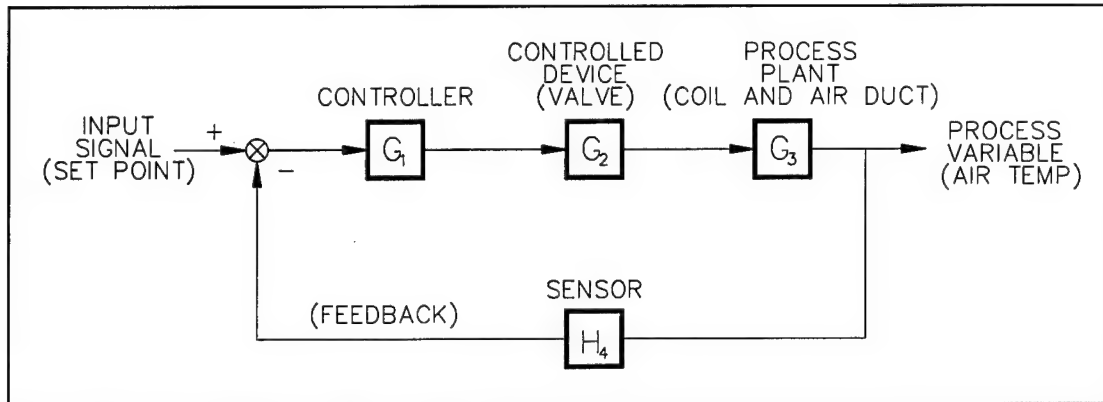 CONTROLLER
CONTROLLED
DEVICE
(VALVE)
PROCESS
PLANT
(COIL AND AIR DUCT)
INPUT
SIGNAL
(SET POINT)
+
−
G₁
G₂
G₃
PROCESS
VARIABLE
(AIR TEMP)
(FEEDBACK)
SENSOR
H₄